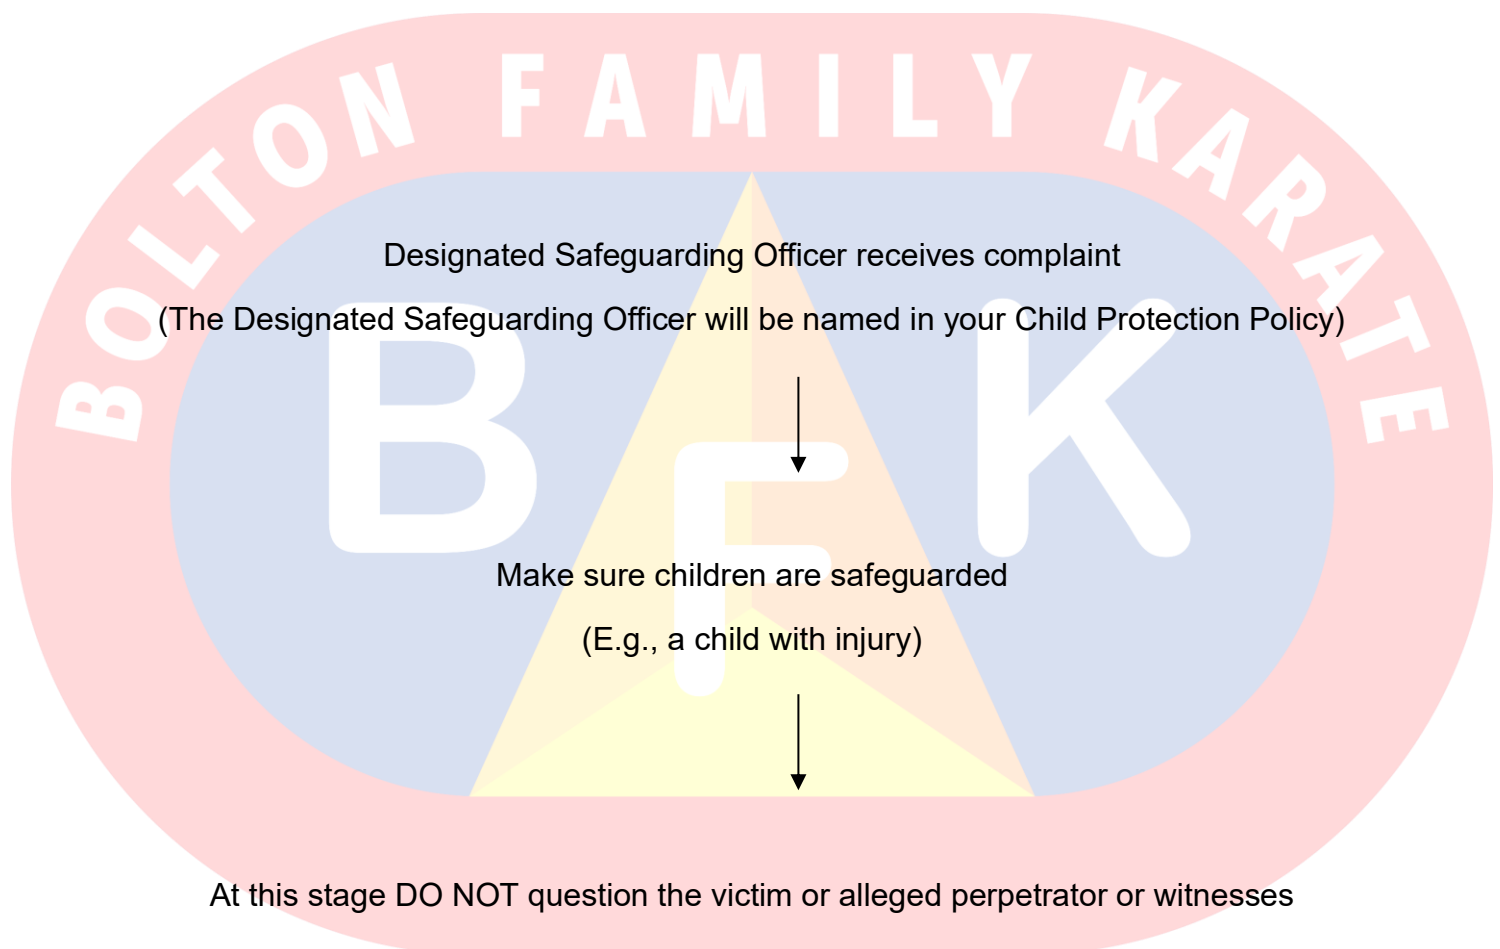 BOLTON FAMILY KARATE
Designated Safeguarding Officer receives complaint
(The Designated Safeguarding Officer will be named in your Child Protection Policy)
B F K
Make sure children are safeguarded
(E.g., a child with injury)
At this stage DO NOT question the victim or alleged perpetrator or witnesses